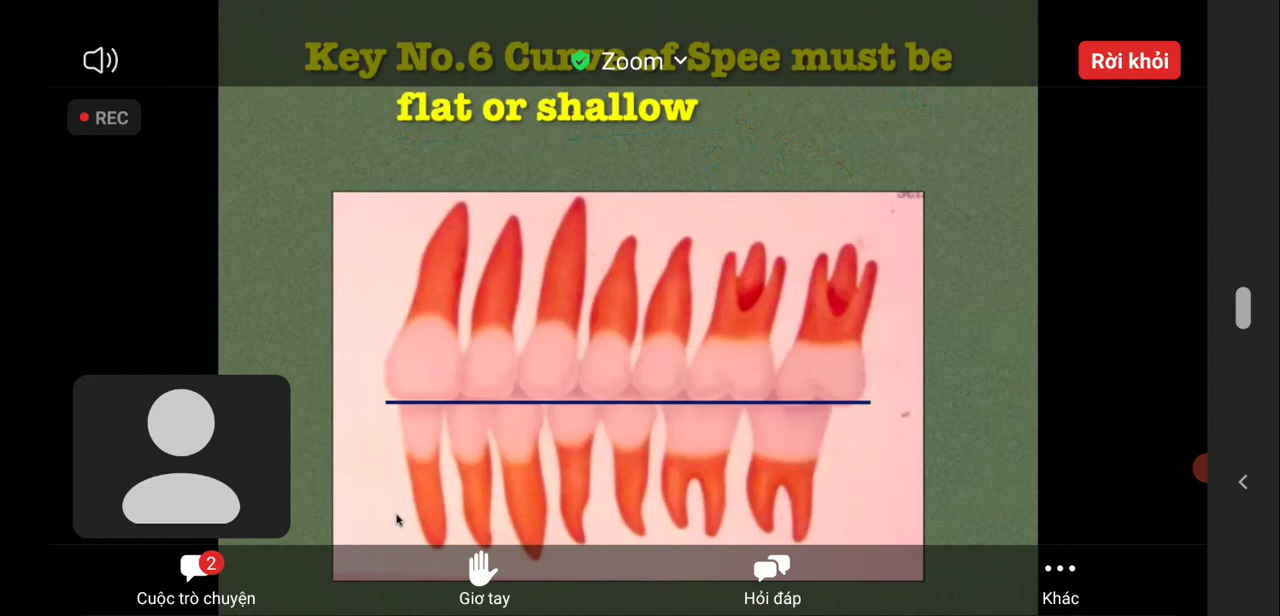 Key No.6 Curve of Spee must be
Zoom
Rời khỏi
flat or shallow
REC
2
Cuộc trò chuyện
Giơ tay
Hỏi đáp
Khác